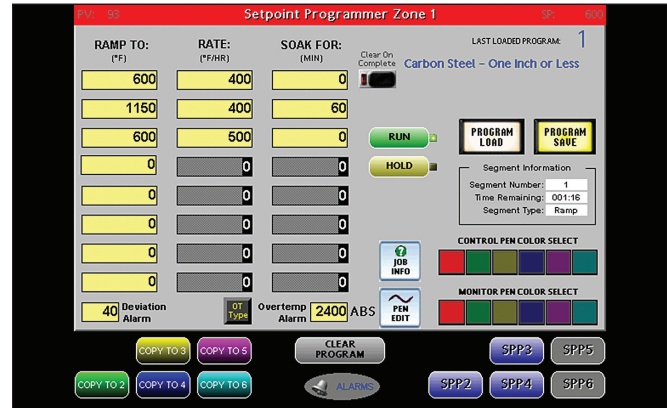 PV: 93 Setpoint Programmer Zone 1 SP: 600
RAMP TO: RATE: SOAK FOR:
(°F) (°F/HR) (MIN)
LAST LOADED PROGRAM: 1
Clear On
Complete
Carbon Steel - One Inch or Less
600 400 0
1150 400 60
600 500 0
RUN
PROGRAM
LOAD
PROGRAM
SAVE
0 0 0
HOLD
Segment Information
Segment Number: 1
Time Remaining: 001:16
Segment Type: Ramp
0 0 0
0 0 0
0 0 0
JOB
INFO
CONTROL PEN COLOR SELECT
0 0 0
MONITOR PEN COLOR SELECT
40 Deviation
Alarm
OT
Type
Overtemp
Alarm
2400 ABS
PEN
EDIT
COPY TO 3 COPY TO 5
CLEAR
PROGRAM
SPP3 SPP5
COPY TO 2 COPY TO 4 COPY TO 6 ALARMS SPP2 SPP4 SPP6